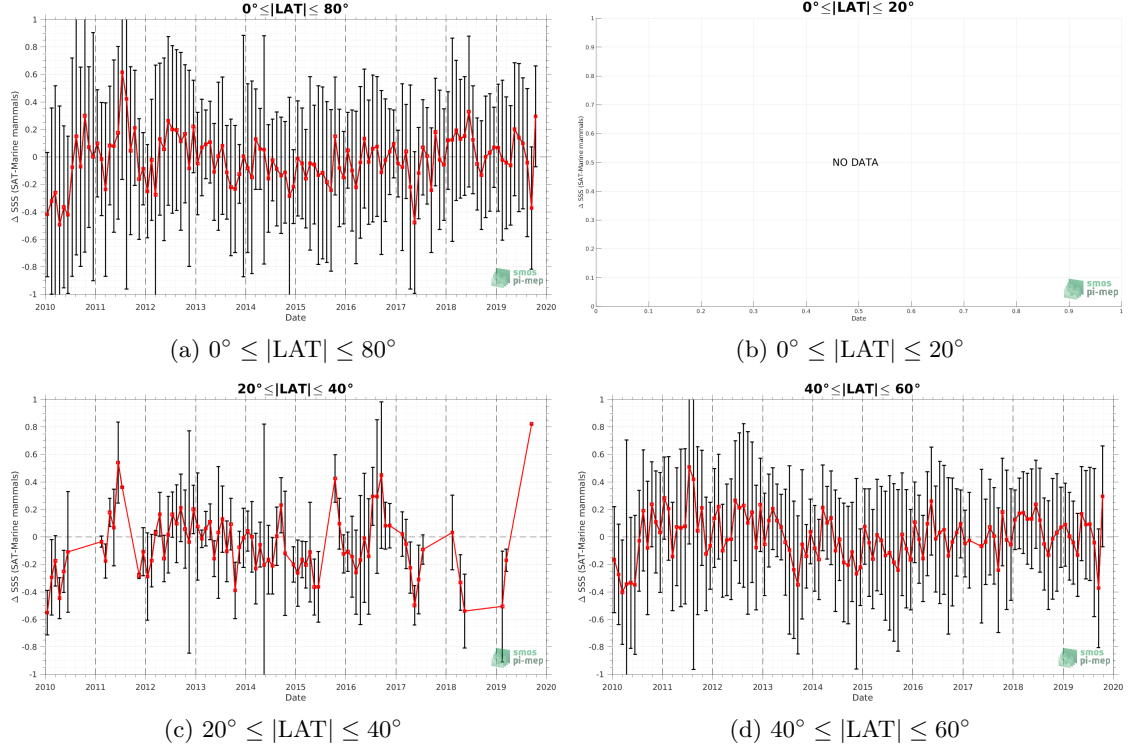 0°≤|LAT|≤ 80°
Δ SSS (SAT-Marine mammals)
1
0.8
0.6
0.4
0.2
0
-0.2
-0.4
-0.6
-0.8
-1
2010 2011 2012 2013 2014 2015 2016 2017 2018 2019 2020
Date
smos
pi-mep
(a) 0° ≤ |LAT| ≤ 80°
0°≤|LAT|≤ 20°
Δ SSS (SAT-Marine mammals)
1
0.9
0.8
0.7
0.6
0.5
0.4
0.3
0.2
0.1
0
NO DATA
0 0.1 0.2 0.3 0.4 0.5 0.6 0.7 0.8 0.9 1
Date
smos
pi-mep
(b) 0° ≤ |LAT| ≤ 20°
20°≤|LAT|≤ 40°
Δ SSS (SAT-Marine mammals)
1
0.8
0.6
0.4
0.2
0
-0.2
-0.4
-0.6
-0.8
-1
2010 2011 2012 2013 2014 2015 2016 2017 2018 2019 2020
Date
smos
pi-mep
(c) 20° ≤ |LAT| ≤ 40°
40°≤|LAT|≤ 60°
Δ SSS (SAT-Marine mammals)
1
0.8
0.6
0.4
0.2
0
-0.2
-0.4
-0.6
-0.8
-1
2010 2011 2012 2013 2014 2015 2016 2017 2018 2019 2020
Date
smos
pi-mep
(d) 40° ≤ |LAT| ≤ 60°